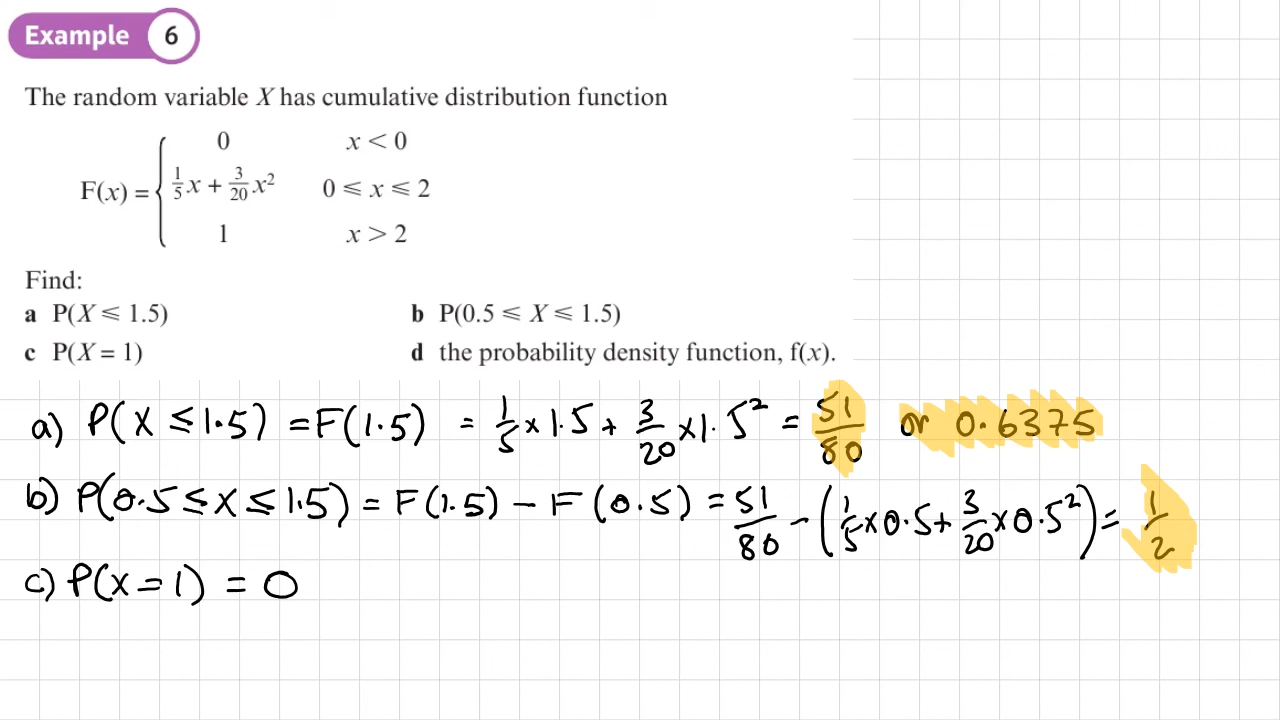 Example 6
The random variable X has cumulative distribution function
0 x < 0
F(x) = { 1/5 x + 3/20 x² 0 ⩽ x ⩽ 2
1 x > 2
Find:
a P(X ⩽ 1.5) b P(0.5 ⩽ X ⩽ 1.5)
c P(X = 1) d the probability density function, f(x).
a) P(X ≤ 1.5) = F(1.5) = 1/5 × 1.5 + 3/20 × 1.5² = 51/80 or 0.6375
b) P(0.5 ≤ X ≤ 1.5) = F(1.5) − F(0.5) = 51/80 − (1/5 × 0.5 + 3/20 × 0.5²) = 1/2
c) P(X = 1) = 0